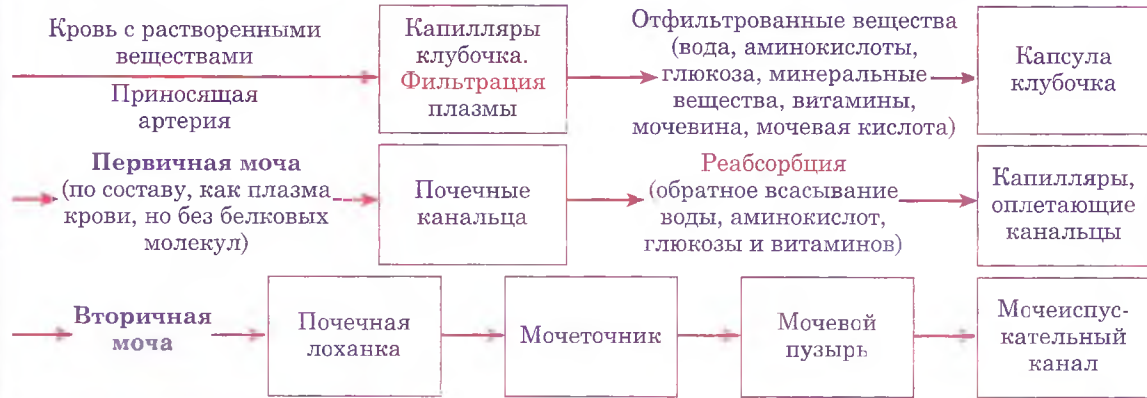 Кровь с растворенными
веществами
Приносящая
артерия
Капилляры
клубочка.
Фильтрация
плазмы
Отфильтрованные вещества
(вода, аминокислоты,
глюкоза, минеральные
вещества, витамины,
мочевина, мочевая кислота)
Капсула
клубочка
Первичная моча
(по составу, как плазма
крови, но без белковых
молекул)
Почечные
канальца
Реабсорбция
(обратное всасывание
воды, аминокислот,
глюкозы и витаминов)
Капилляры,
оплетающие
канальцы
Вторичная
моча
Почечная
лоханка
Мочеточник
Мочевой
пузырь
Мочеиспус-
кательный
канал